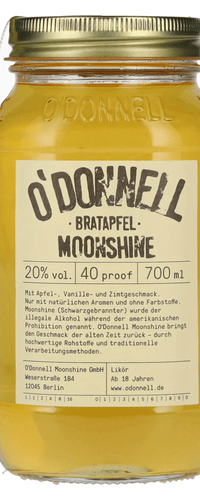 O'DONNELL
O'DONNELL
·BRATAPFEL·
MOONSHINE
20% vol. 40 proof 700 ml
Mit Apfel-, Vanille- und Zimtgeschmack.
Nur mit natürlichen Aromen und ohne Farbstoffe.
Moonshine (Schwarzgebrannter) wurde der
illegale Alkohol während der amerikanischen
Prohibition genannt. O'Donnell Moonshine bringt
den Geschmack der alten Zeit zurück - durch
hochwertige Rohstoffe und traditionelle
Verarbeitungsmethoden.
O'Donnell Moonshine GmbH
Weserstraße 184
12045 Berlin
Likör
Ab 18 Jahren
www.odonnell.de